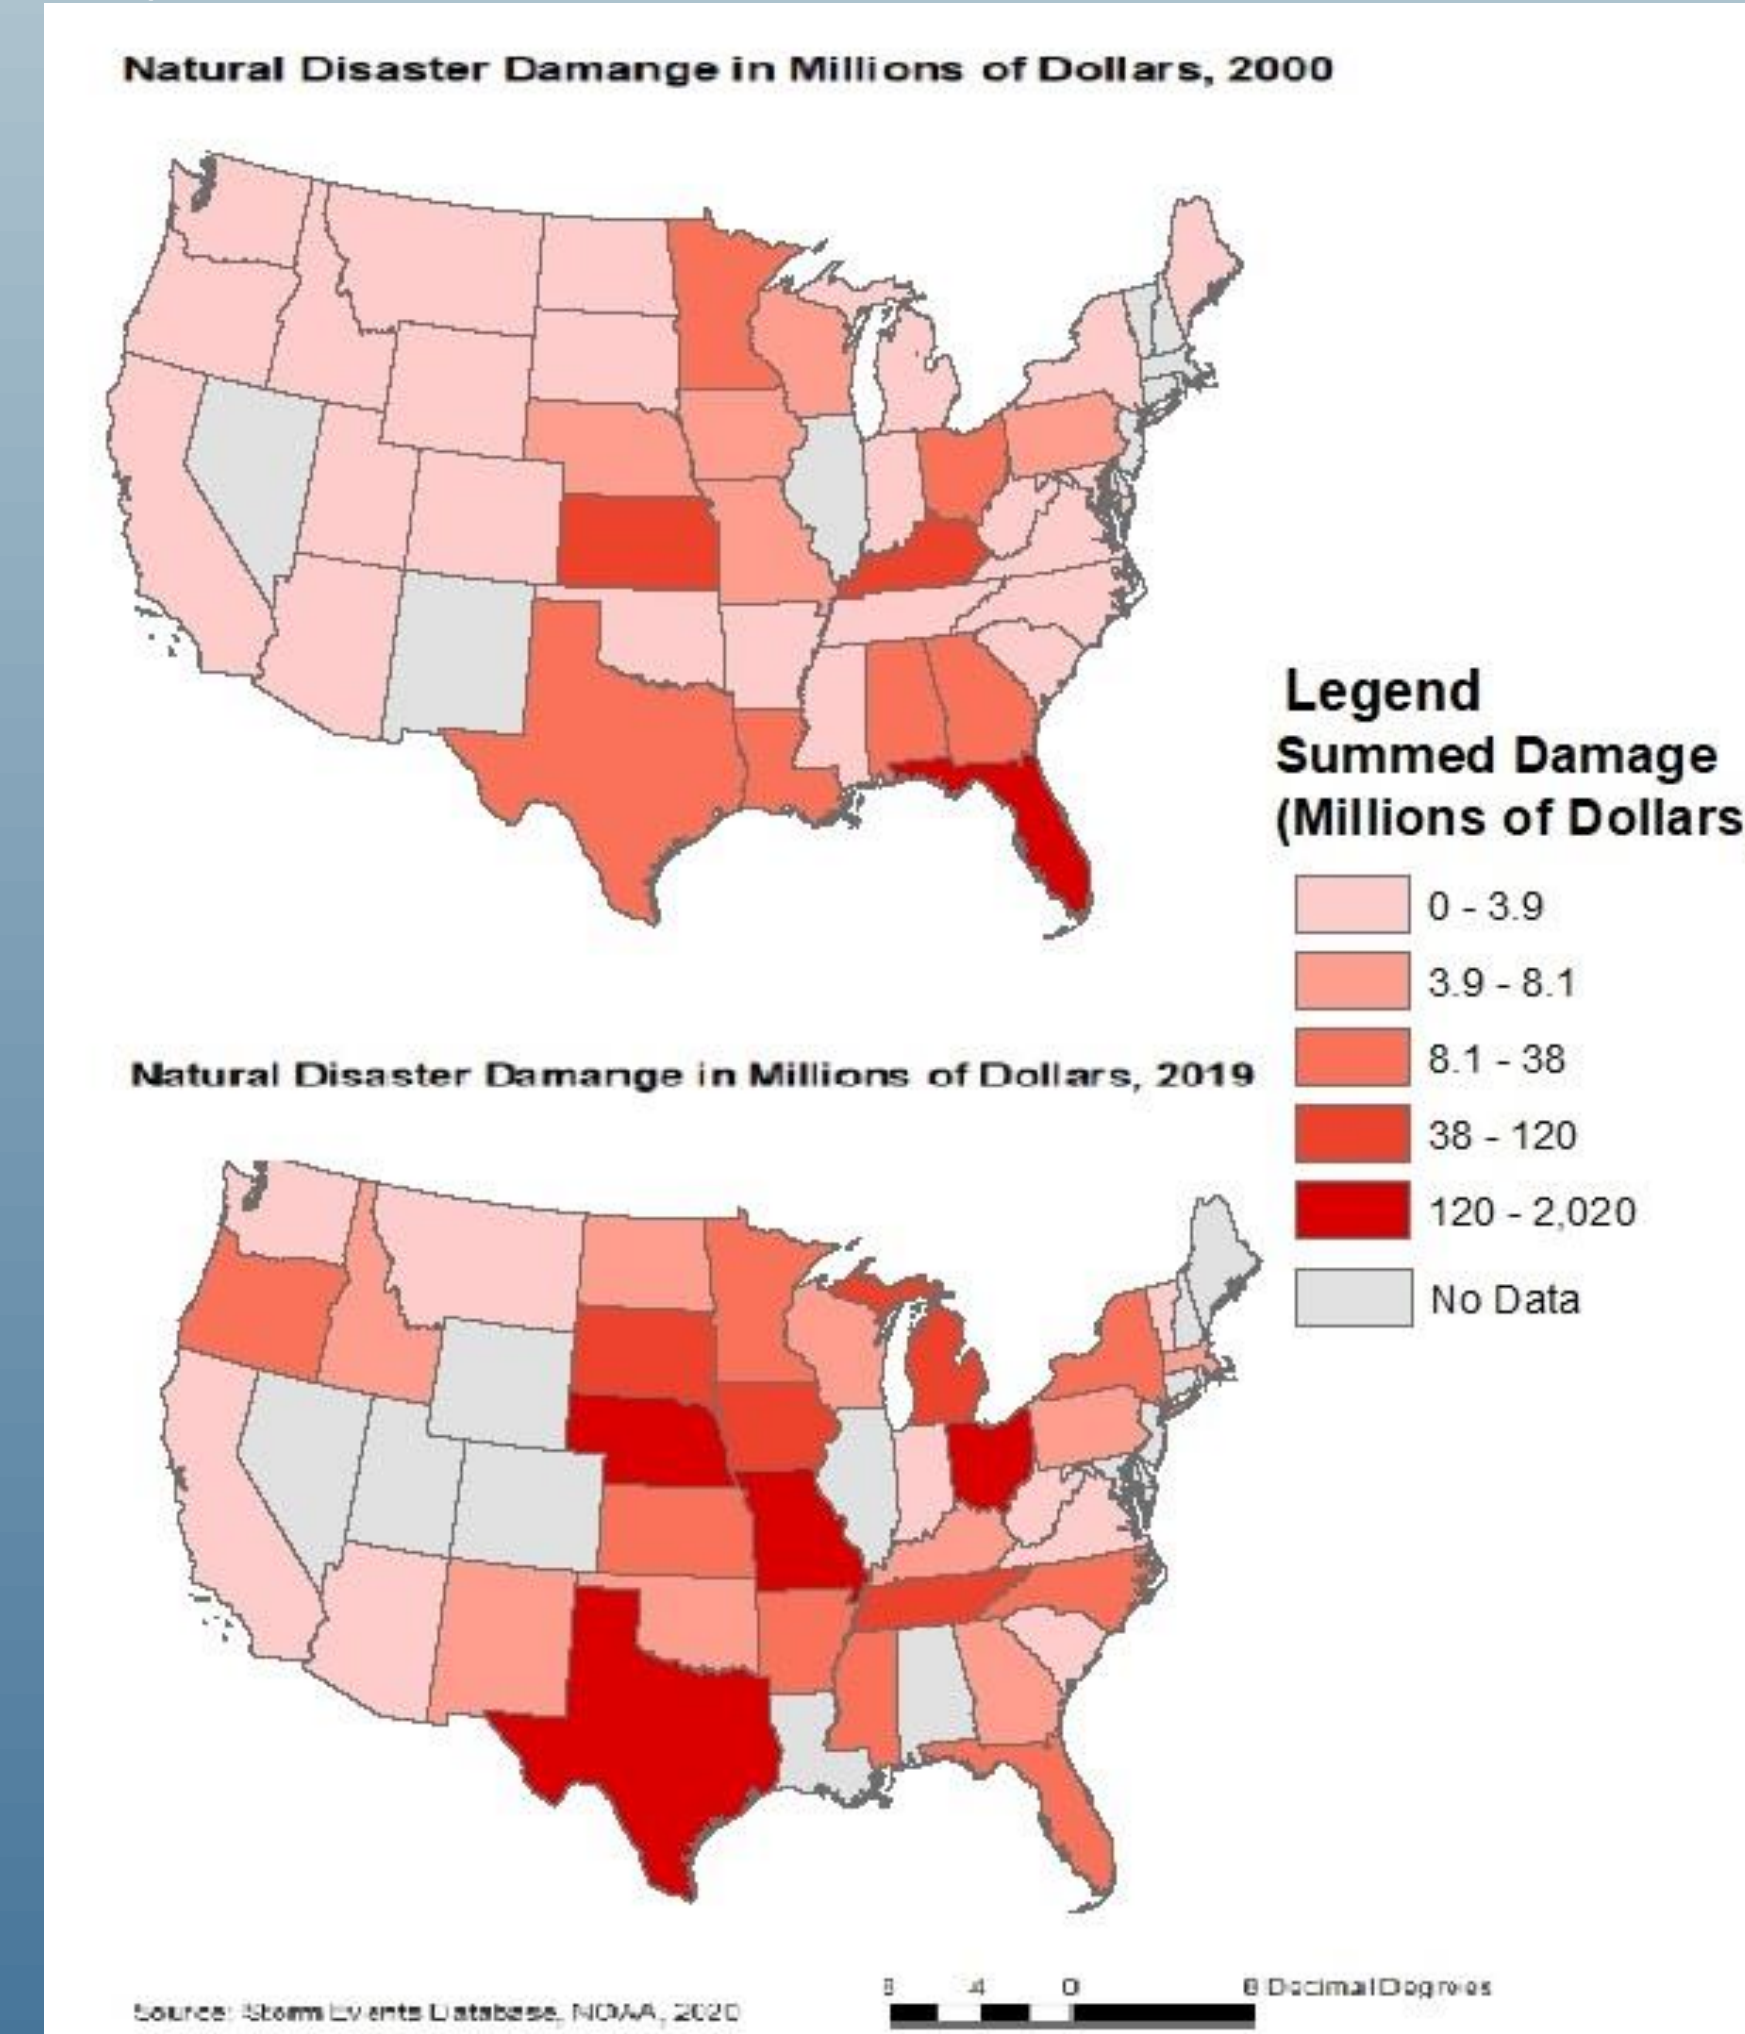 Natural Disaster Damange in Millions of Dollars, 2000
Legend
Summed Damage
(Millions of Dollars
0 - 3.9
3.9 - 8.1
8.1 - 38
38 - 120
120 - 2,020
No Data
Natural Disaster Damange in Millions of Dollars, 2019
8 4 0 8 Decimal Degrees
Source: Storm Events Database, NOAA, 2020